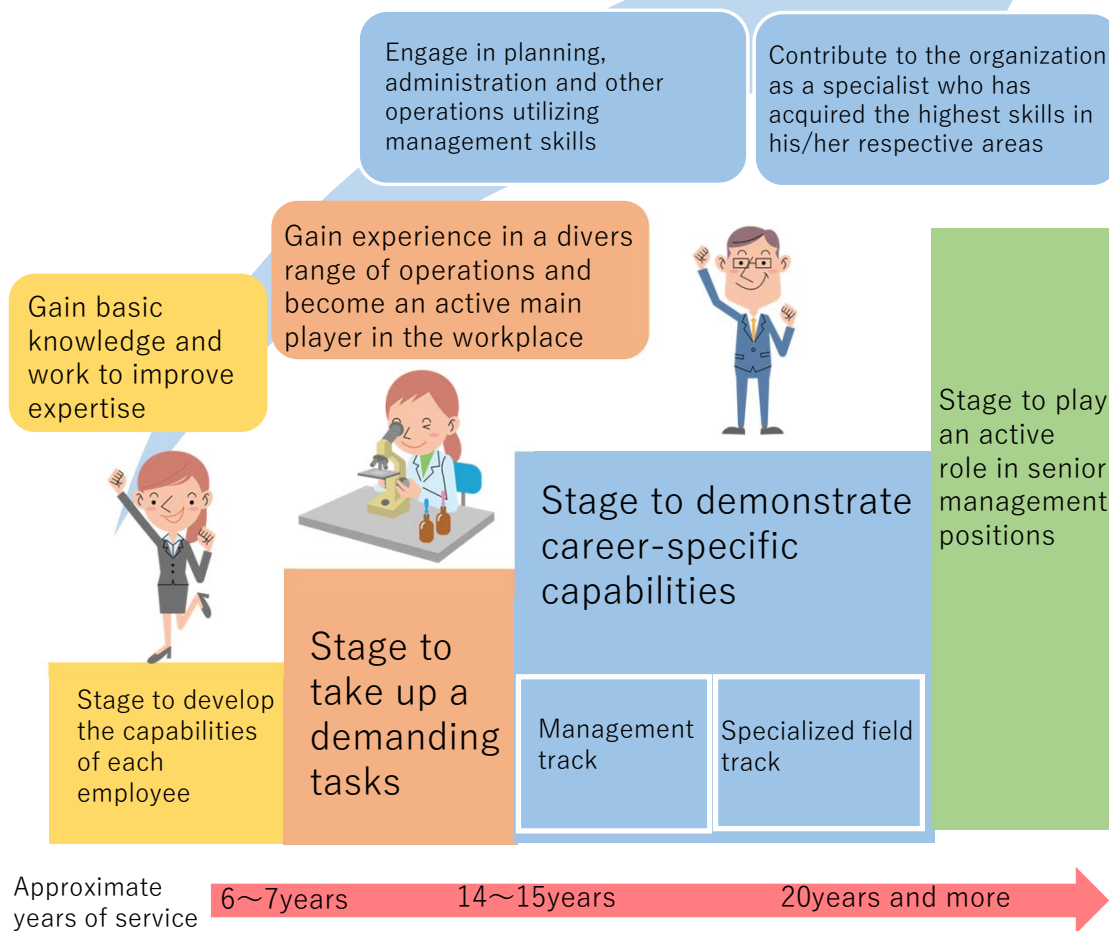 Engage in planning,
administration and other
operations utilizing
management skills
Contribute to the organization
as a specialist who has
acquired the highest skills in
his/her respective areas
Gain experience in a divers
range of operations and
become an active main
player in the workplace
Gain basic
knowledge and
work to improve
expertise
Stage to play
an active
role in senior
management
positions
Stage to demonstrate
career-specific
capabilities
Stage to
take up a
demanding
tasks
Stage to develop
the capabilities
of each
employee
Management
track
Specialized field
track
Approximate
years of service
6～7years
14～15years
20years and more